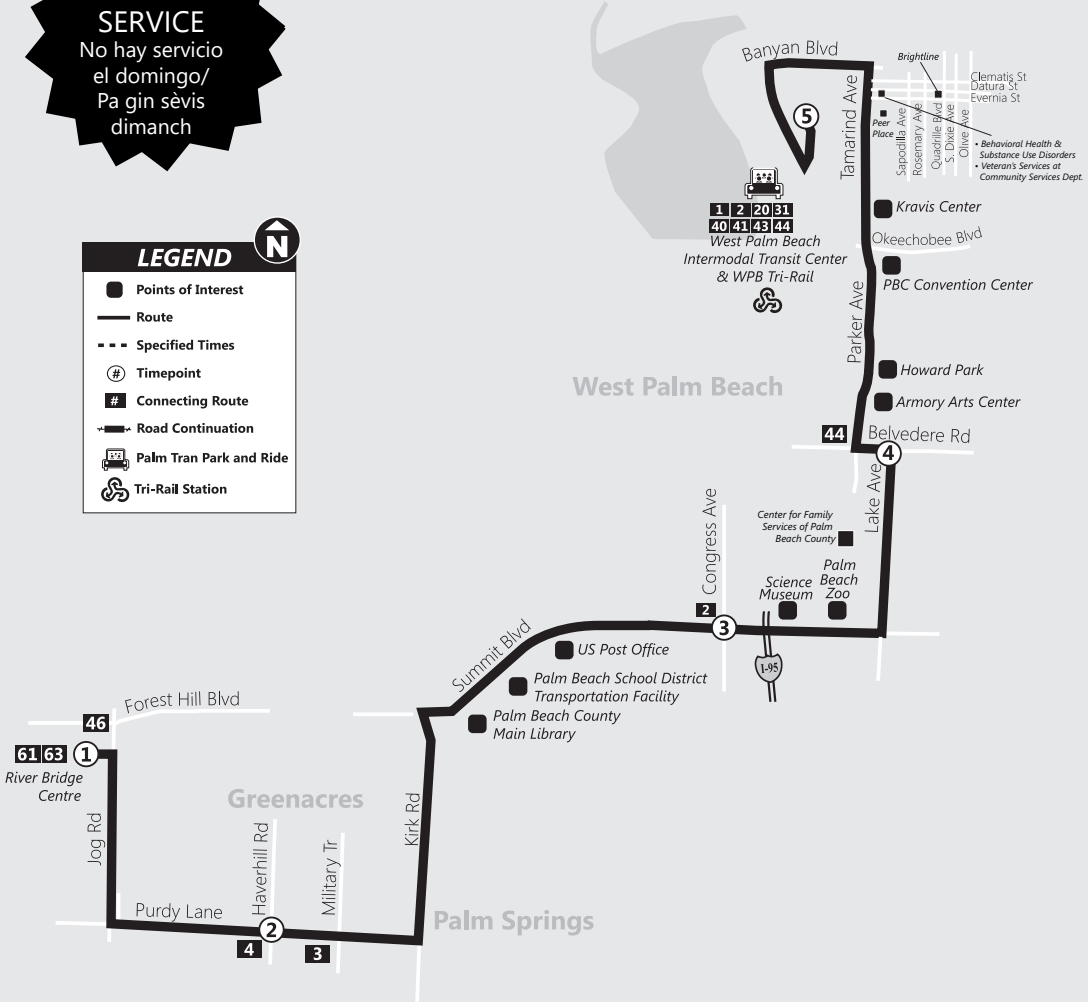 SERVICE
No hay servicio
el domingo/
Pa gin sèvis
dimanch
N
LEGEND
Points of Interest
Route
Specified Times
# Timepoint
# Connecting Route
Road Continuation
Palm Tran Park and Ride
Tri-Rail Station
Banyan Blvd
Brightline
Clematis St
Datura St
Evernia St
5
Tamarind Ave
Peer
Place
Sapodilla Ave
Rosemary Ave
Quadrille Blvd
S. Dixie Ave
Olive Ave
• Behavioral Health &
Substance Use Disorders
• Veteran's Services at
Community Services Dept.
1 2 20 31
40 41 43 44
West Palm Beach
Intermodal Transit Center
& WPB Tri-Rail
Kravis Center
Okeechobee Blvd
PBC Convention Center
Parker Ave
West Palm Beach
Howard Park
Armory Arts Center
44
Belvedere Rd
4
Lake Ave
Congress Ave
Center for Family
Services of Palm
Beach County
Science
Museum
Palm
Beach
Zoo
2
3
I-95
Summit Blvd
US Post Office
Palm Beach School District
Transportation Facility
Palm Beach County
Main Library
Forest Hill Blvd
46
61 63 1
River Bridge
Centre
Greenacres
Jog Rd
Haverhill Rd
Military Tr
Kirk Rd
Purdy Lane
2
4
3
Palm Springs